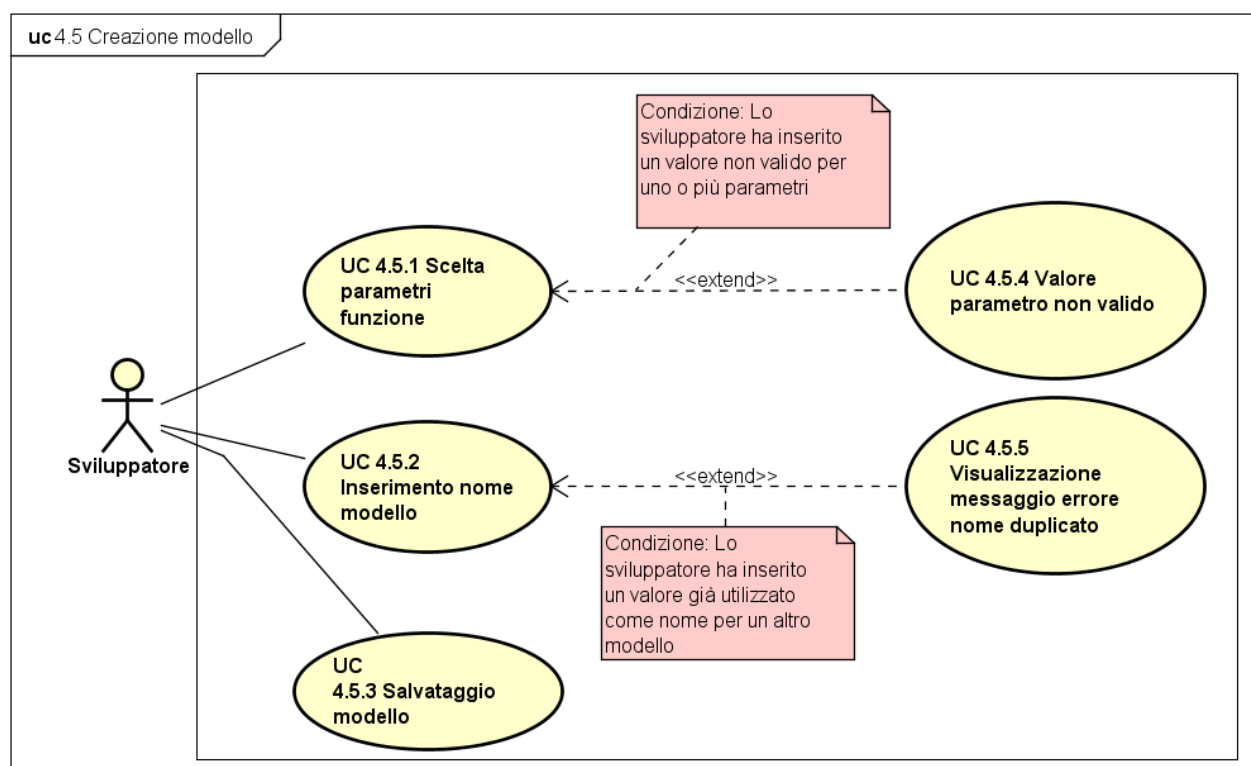 uc 4.5 Creazione modello
Condizione: Lo
sviluppatore ha inserito
un valore non valido per
uno o più parametri
UC 4.5.1 Scelta
parametri
funzione
<<extend>>
UC 4.5.4 Valore
parametro non valido
Sviluppatore
UC 4.5.2
Inserimento nome
modello
<<extend>>
UC 4.5.5
Visualizzazione
messaggio errore
nome duplicato
Condizione: Lo
sviluppatore ha inserito
un valore già utilizzato
come nome per un altro
modello
UC
4.5.3 Salvataggio
modello